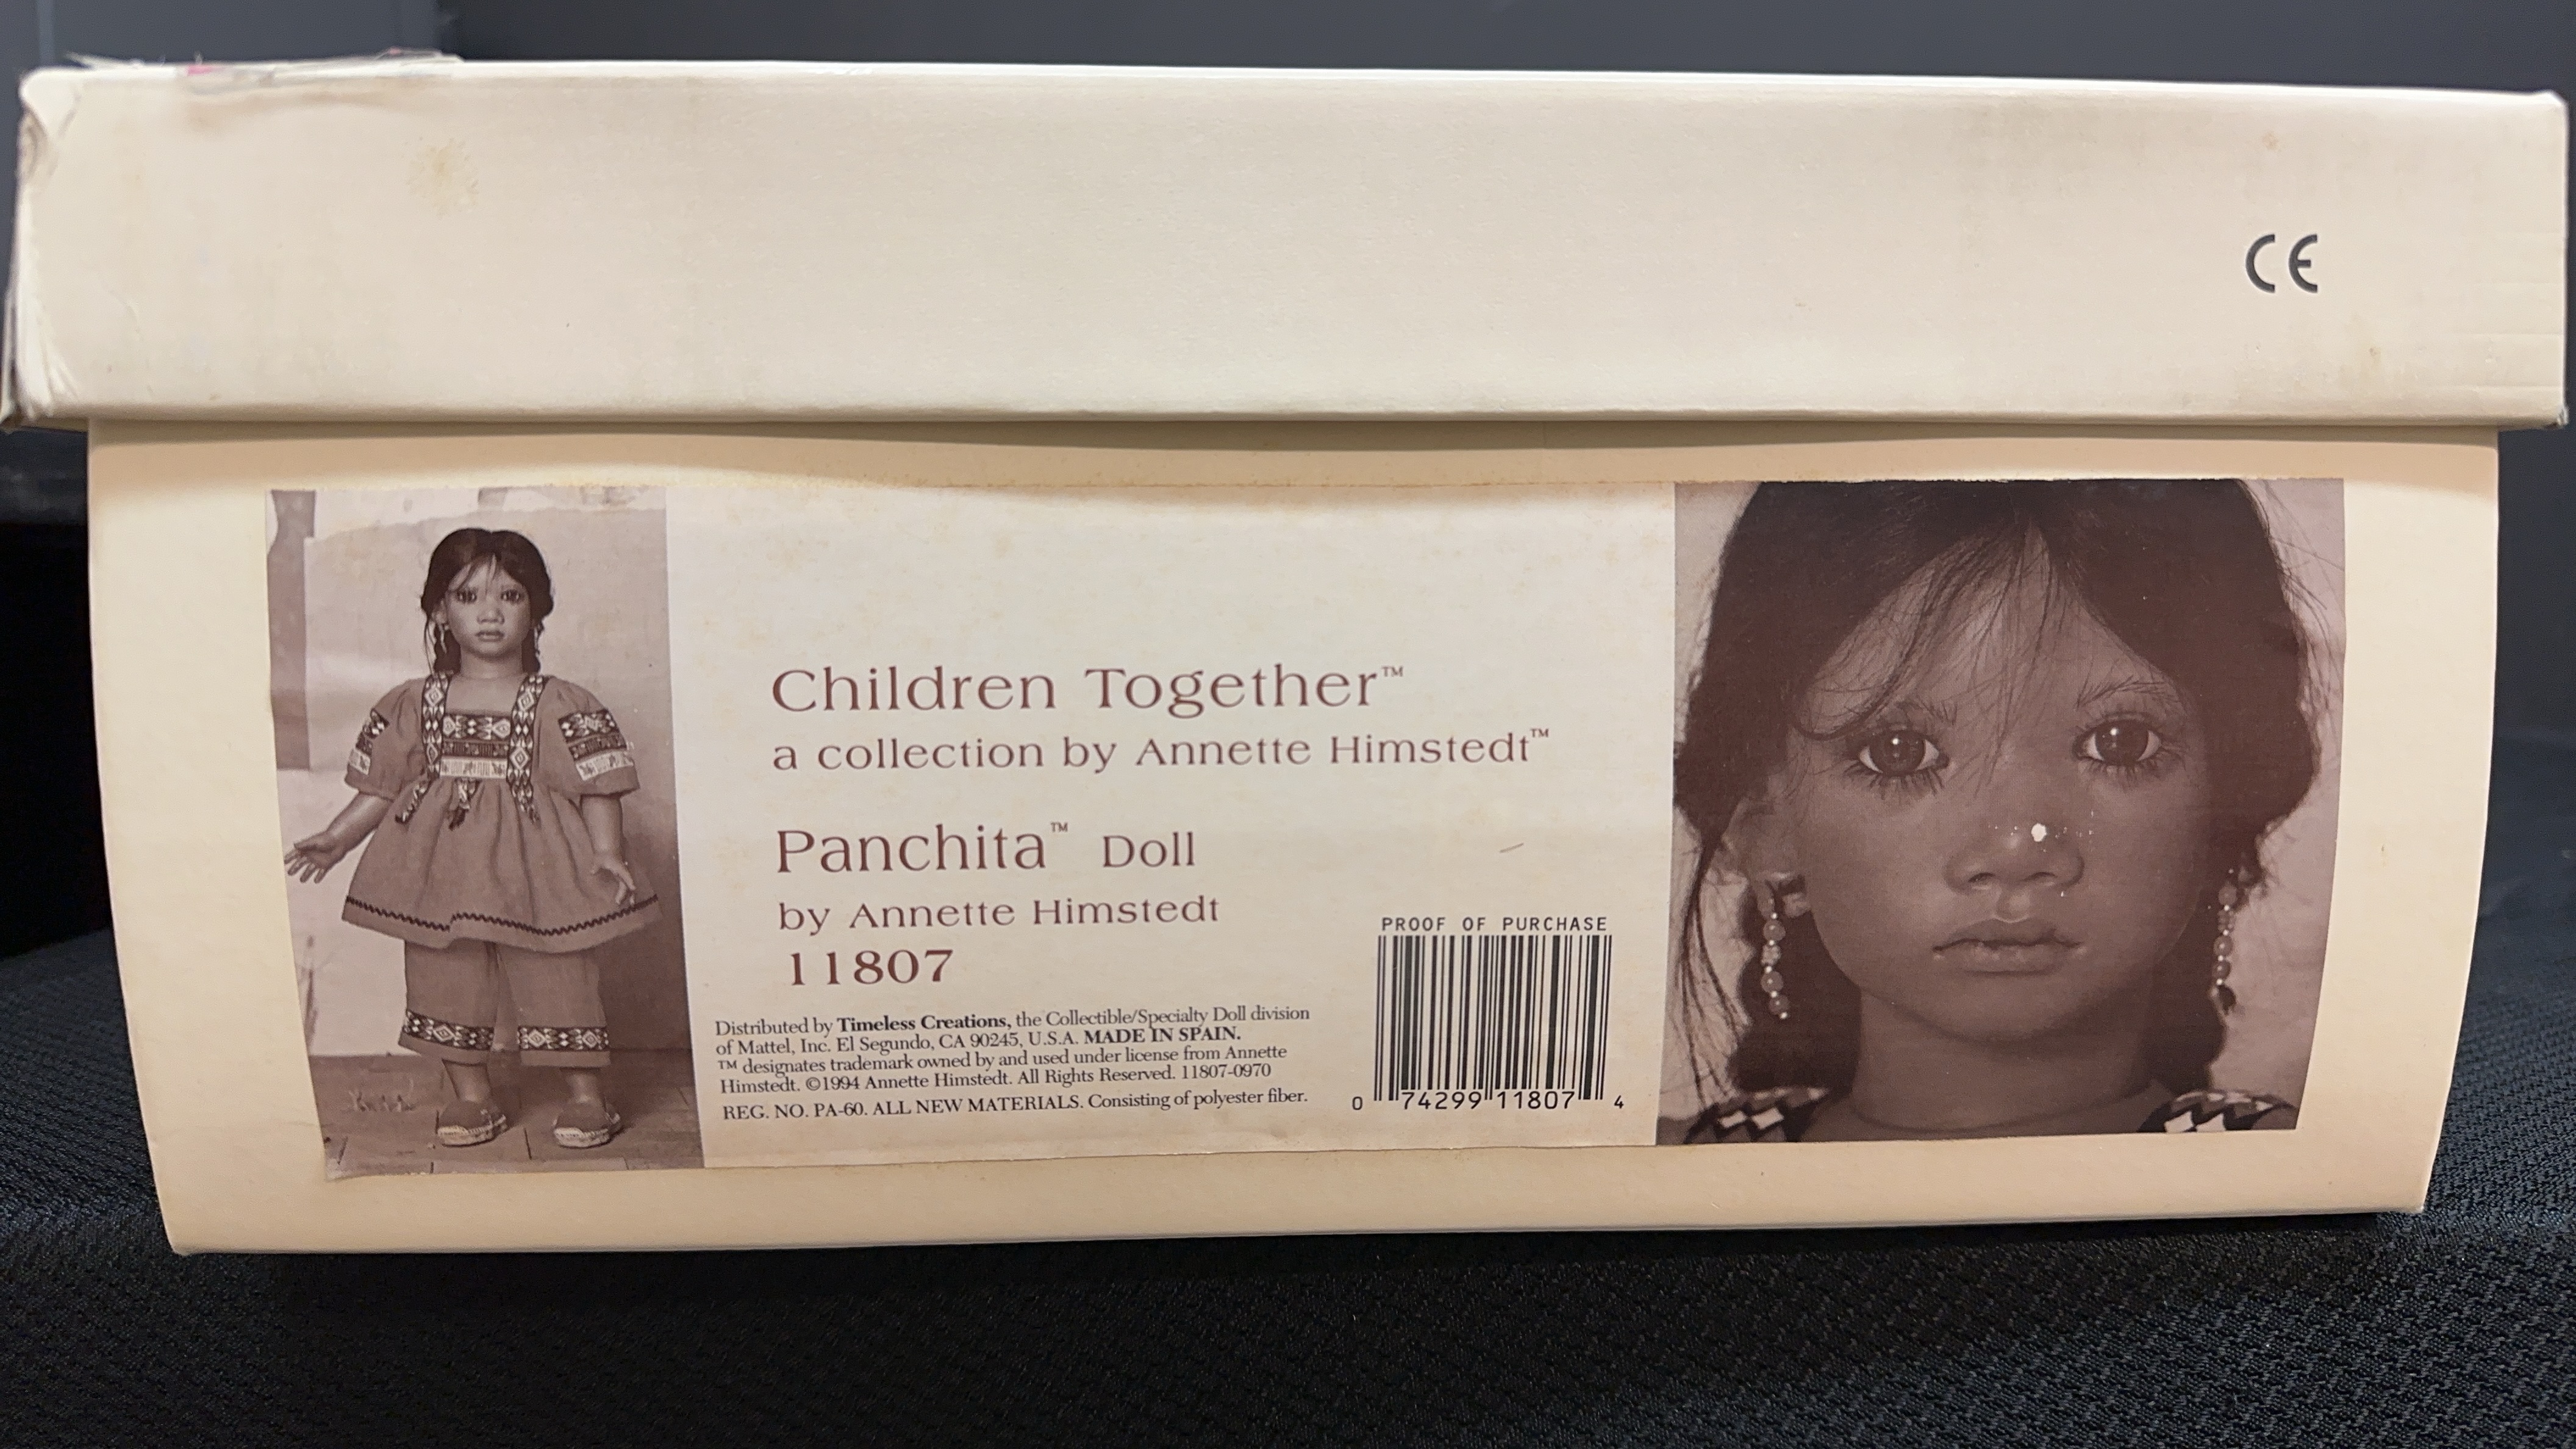 CE
Children Together™
a collection by Annette Himstedt™
Panchita™ Doll
by Annette Himstedt
11807
Distributed by Timeless Creations, the Collectible/Specialty Doll division
of Mattel, Inc. El Segundo, CA 90245, U.S.A. MADE IN SPAIN.
™ designates trademark owned by and used under license from Annette
Himstedt. ©1994 Annette Himstedt. All Rights Reserved. 11807-0970
REG. NO. PA-60. ALL NEW MATERIALS. Consisting of polyester fiber.
PROOF OF PURCHASE
0 74299 11807 4